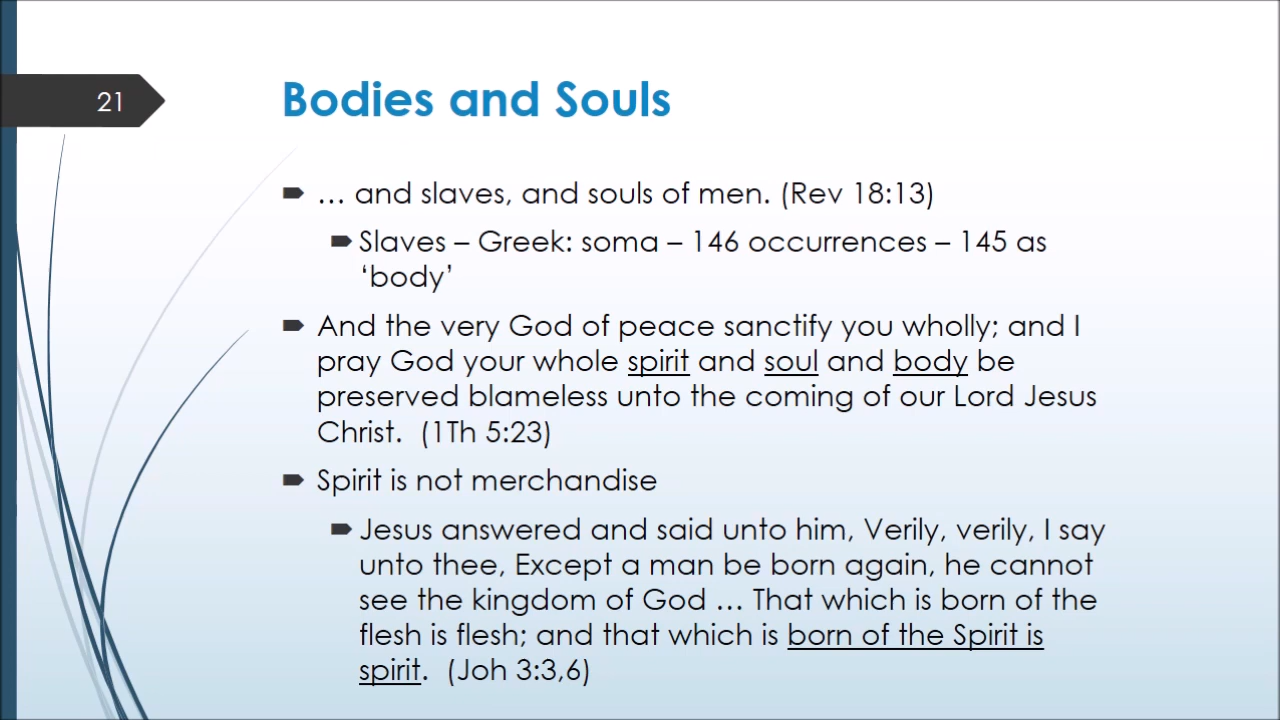 21
Bodies and Souls
… and slaves, and souls of men. (Rev 18:13)
Slaves – Greek: soma – 146 occurrences – 145 as
‘body’
And the very God of peace sanctify you wholly; and I
pray God your whole spirit and soul and body be
preserved blameless unto the coming of our Lord Jesus
Christ.  (1Th 5:23)
Spirit is not merchandise
Jesus answered and said unto him, Verily, verily, I say
unto thee, Except a man be born again, he cannot
see the kingdom of God … That which is born of the
flesh is flesh; and that which is born of the Spirit is
spirit.  (Joh 3:3,6)